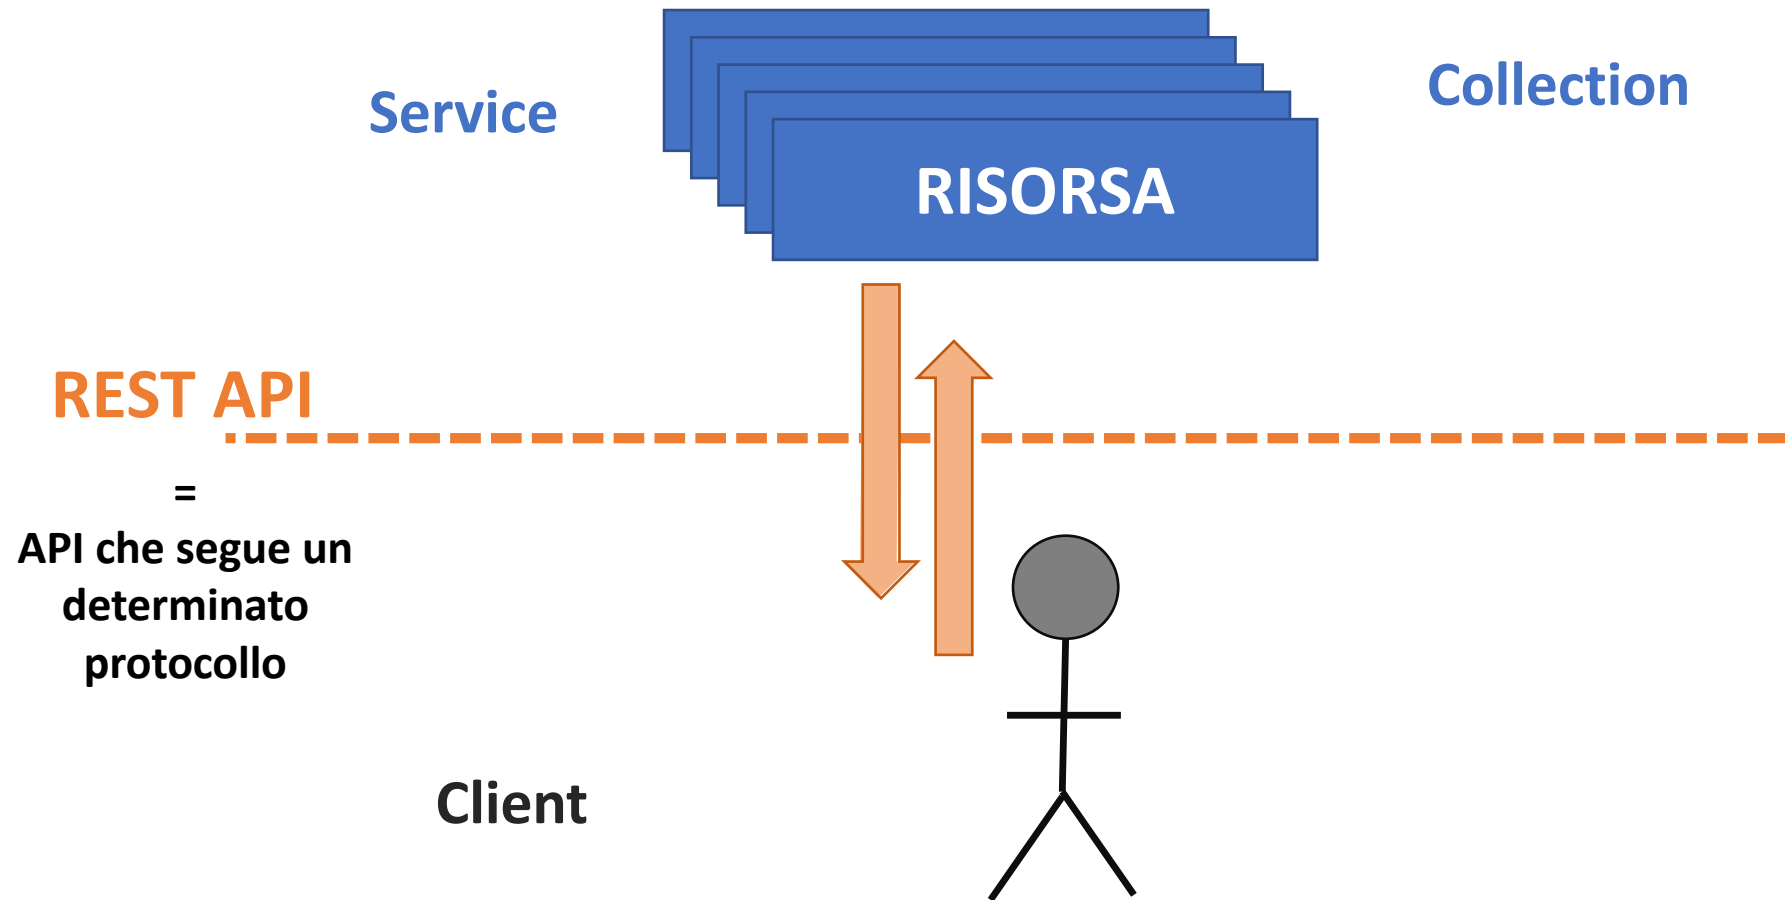 Service
Collection
RISORSA
REST API
=
API che segue un
determinato
protocollo
Client